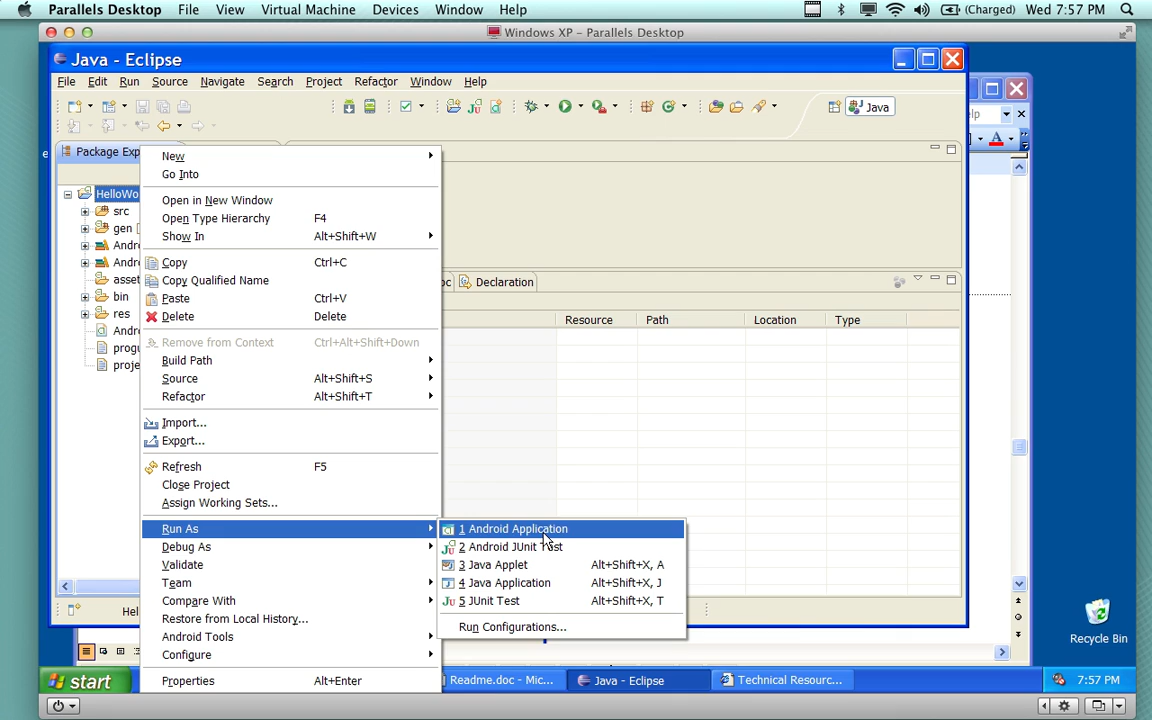 Parallels Desktop File View Virtual Machine Devices Window Help (Charged) Wed 7:57 PM
Windows XP – Parallels Desktop
Java - Eclipse
File Edit Run Source Navigate Search Project Refactor Window Help
Java
Package Exp
New
Go Into
HelloWo
Open in New Window
src
Open Type Hierarchy F4
gen
Show In Alt+Shift+W
Andr
Andr
Copy Ctrl+C
asset
Copy Qualified Name
Declaration
bin
Paste Ctrl+V
res
Delete Delete
Resource Path Location Type
Andro
Remove from Context Ctrl+Alt+Shift+Down
progu
Build Path
proje
Source Alt+Shift+S
Refactor Alt+Shift+T
Import...
Export...
Refresh F5
Close Project
Assign Working Sets...
Run As
1 Android Application
Debug As
2 Android JUnit Test
Validate
3 Java Applet Alt+Shift+X, A
Team
4 Java Application Alt+Shift+X, J
Compare With
5 JUnit Test Alt+Shift+X, T
Hel
Restore from Local History...
Run Configurations...
Android Tools
Configure
Properties Alt+Enter
start
Readme.doc - Mic...
Java - Eclipse
Technical Resourc...
7:57 PM
Recycle Bin